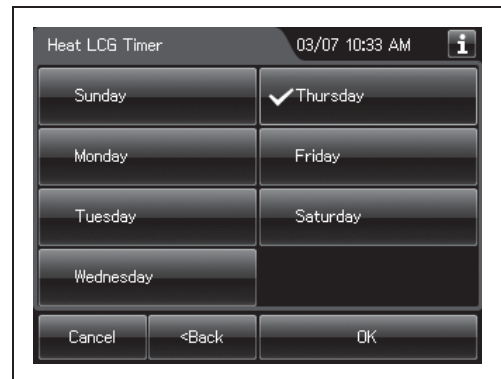 Heat LCG Timer 03/07 10:33 AM i
Sunday
Thursday
Monday
Friday
Tuesday
Saturday
Wednesday
Cancel <Back OK